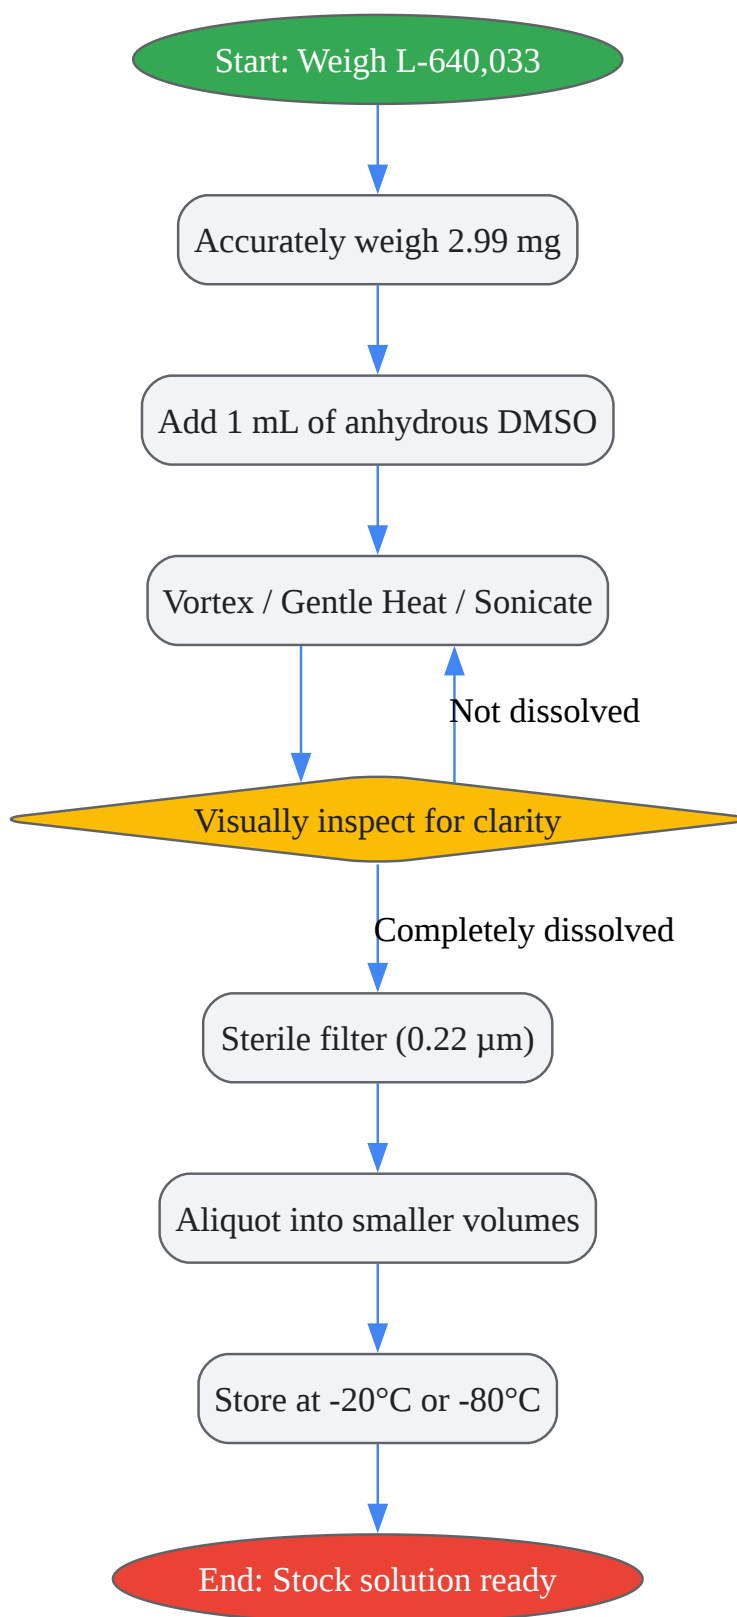 Start: Weigh L-640,033
Accurately weigh 2.99 mg
Add 1 mL of anhydrous DMSO
Vortex / Gentle Heat / Sonicate
Not dissolved
Visually inspect for clarity
Completely dissolved
Sterile filter (0.22 µm)
Aliquot into smaller volumes
Store at -20°C or -80°C
End: Stock solution ready